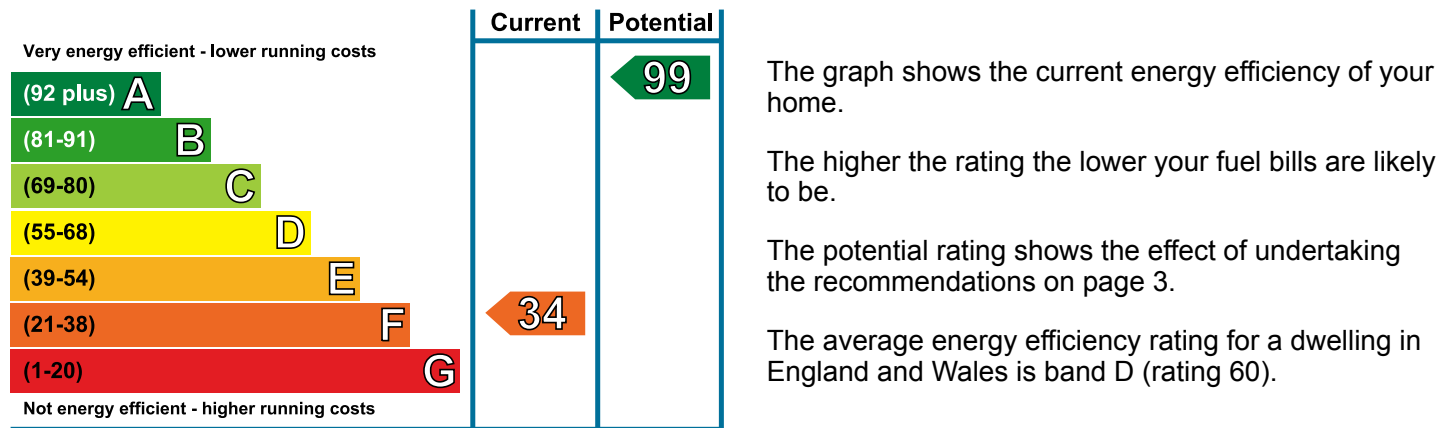 Current Potential
Very energy efficient - lower running costs
99
(92 plus) A
(81-91) B
(69-80) C
(55-68) D
(39-54) E
(21-38) F
34
(1-20) G
Not energy efficient - higher running costs
The graph shows the current energy efficiency of your
home.
The higher the rating the lower your fuel bills are likely
to be.
The potential rating shows the effect of undertaking
the recommendations on page 3.
The average energy efficiency rating for a dwelling in
England and Wales is band D (rating 60).